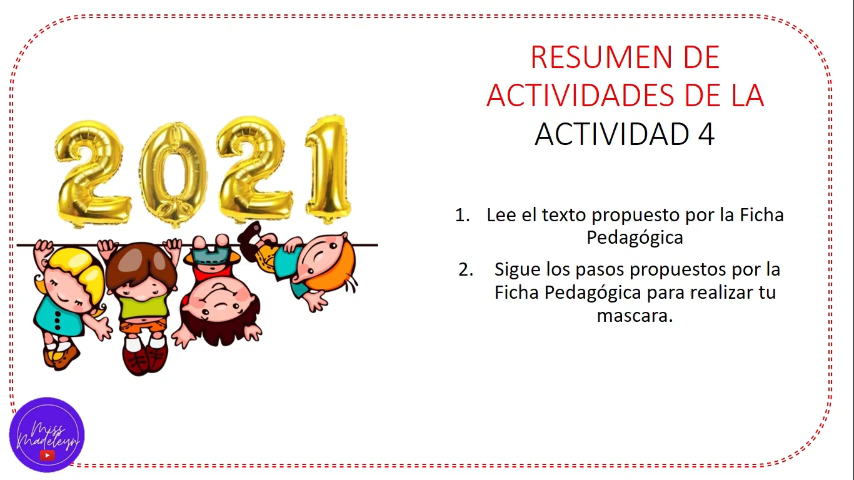 RESUMEN DE
ACTIVIDADES DE LA
ACTIVIDAD 4
2021
1. Lee el texto propuesto por la Ficha
Pedagógica
2. Sigue los pasos propuestos por la
Ficha Pedagógica para realizar tu
mascara.
Miss
Madeleyn